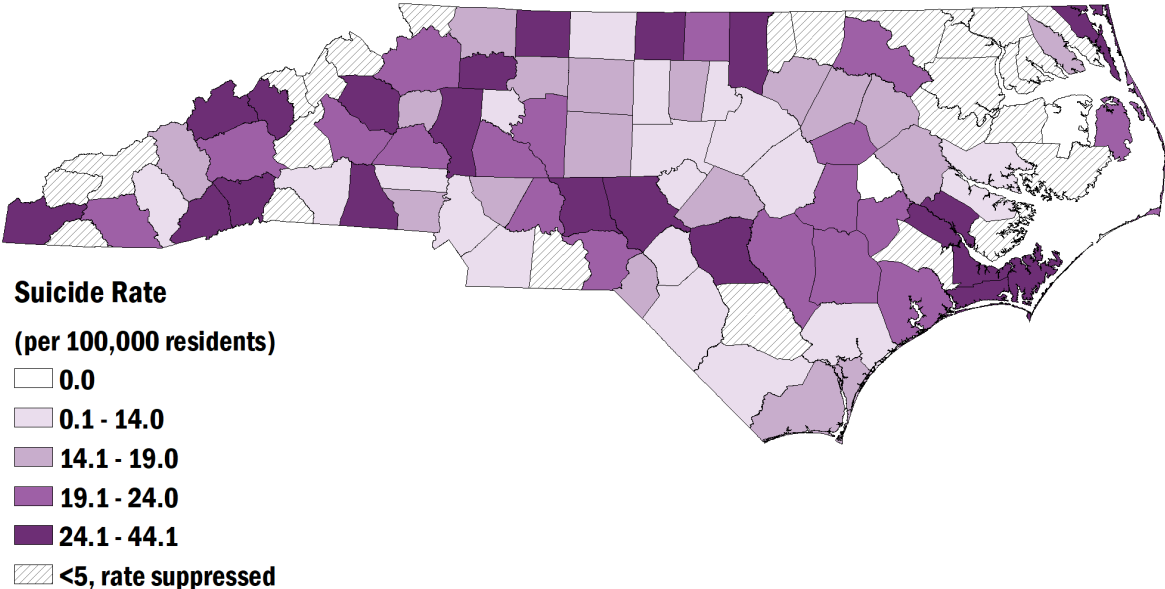 Suicide Rate
(per 100,000 residents)
0.0
0.1 - 14.0
14.1 - 19.0
19.1 - 24.0
24.1 - 44.1
<5, rate suppressed